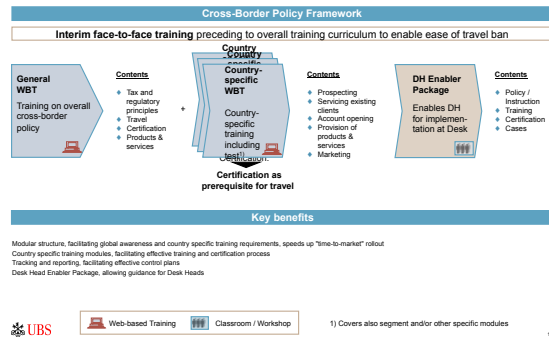 Cross-Border Policy Framework
Interim face-to-face training preceding to overall training curriculum to enable ease of travel ban
General
WBT
Training on overall
cross-border
policy
Contents
Tax and
regulatory
principles
Travel
Certification
Products &
services
+
Country
Country
specific
Country-
specific
WBT
Country-
specific
training
including
test1)
Certification.
Certification as
prerequisite for travel
Contents
Prospecting
Servicing existing
clients
Account opening
Provision of
products &
services
Marketing
DH Enabler
Package
Enables DH
for implemen-
tation at Desk
Contents
Policy /
Instruction
Training
Certification
Cases
Key benefits
Modular structure, facilitating global awareness and country specific training requirements, speeds up "time-to-market" rollout
Country specific training modules, facilitating effective training and certification process
Tracking and reporting, facilitating effective control plans
Desk Head Enabler Package, allowing guidance for Desk Heads
UBS
Web-based Training
Classroom / Workshop
1) Covers also segment and/or other specific modules